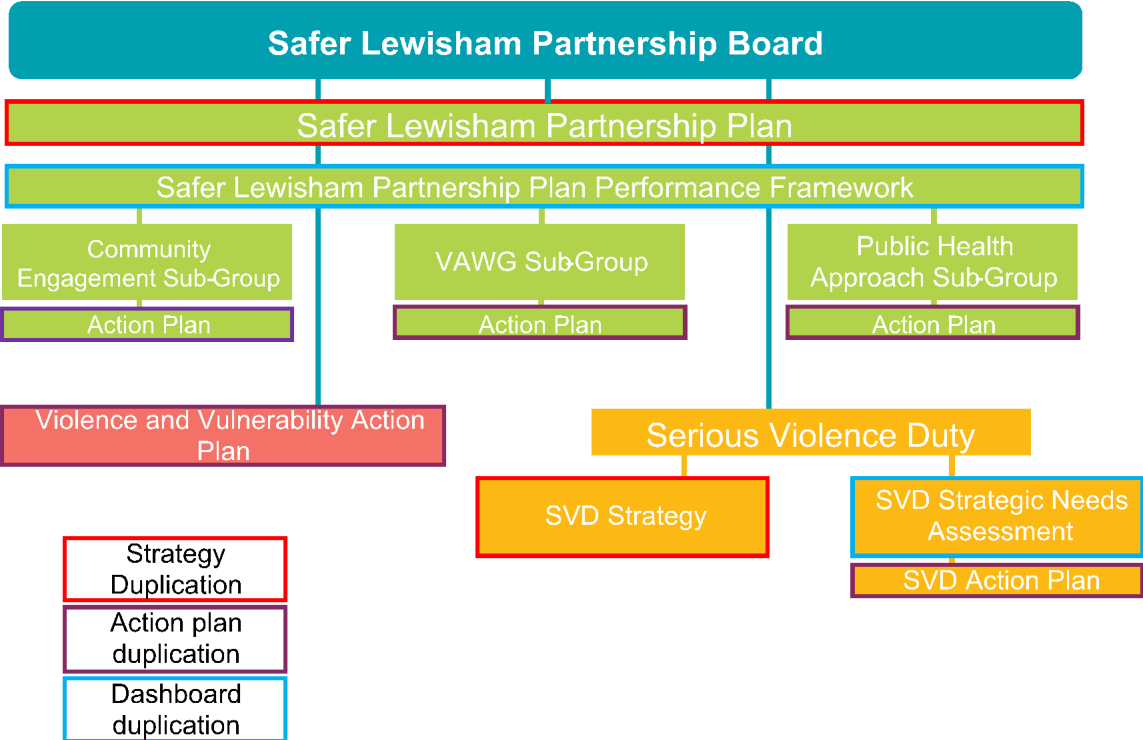 Safer Lewisham Partnership Board
Safer Lewisham Partnership Plan
Safer Lewisham Partnership Plan Performance Framework
Community
Engagement Sub-Group
Action Plan
VAWG Sub-Group
Action Plan
Public Health
Approach Sub-Group
Action Plan
Violence and Vulnerability Action
Plan
Serious Violence Duty
SVD Strategy
SVD Strategic Needs
Assessment
SVD Action Plan
Strategy
Duplication
Action plan
duplication
Dashboard
duplication